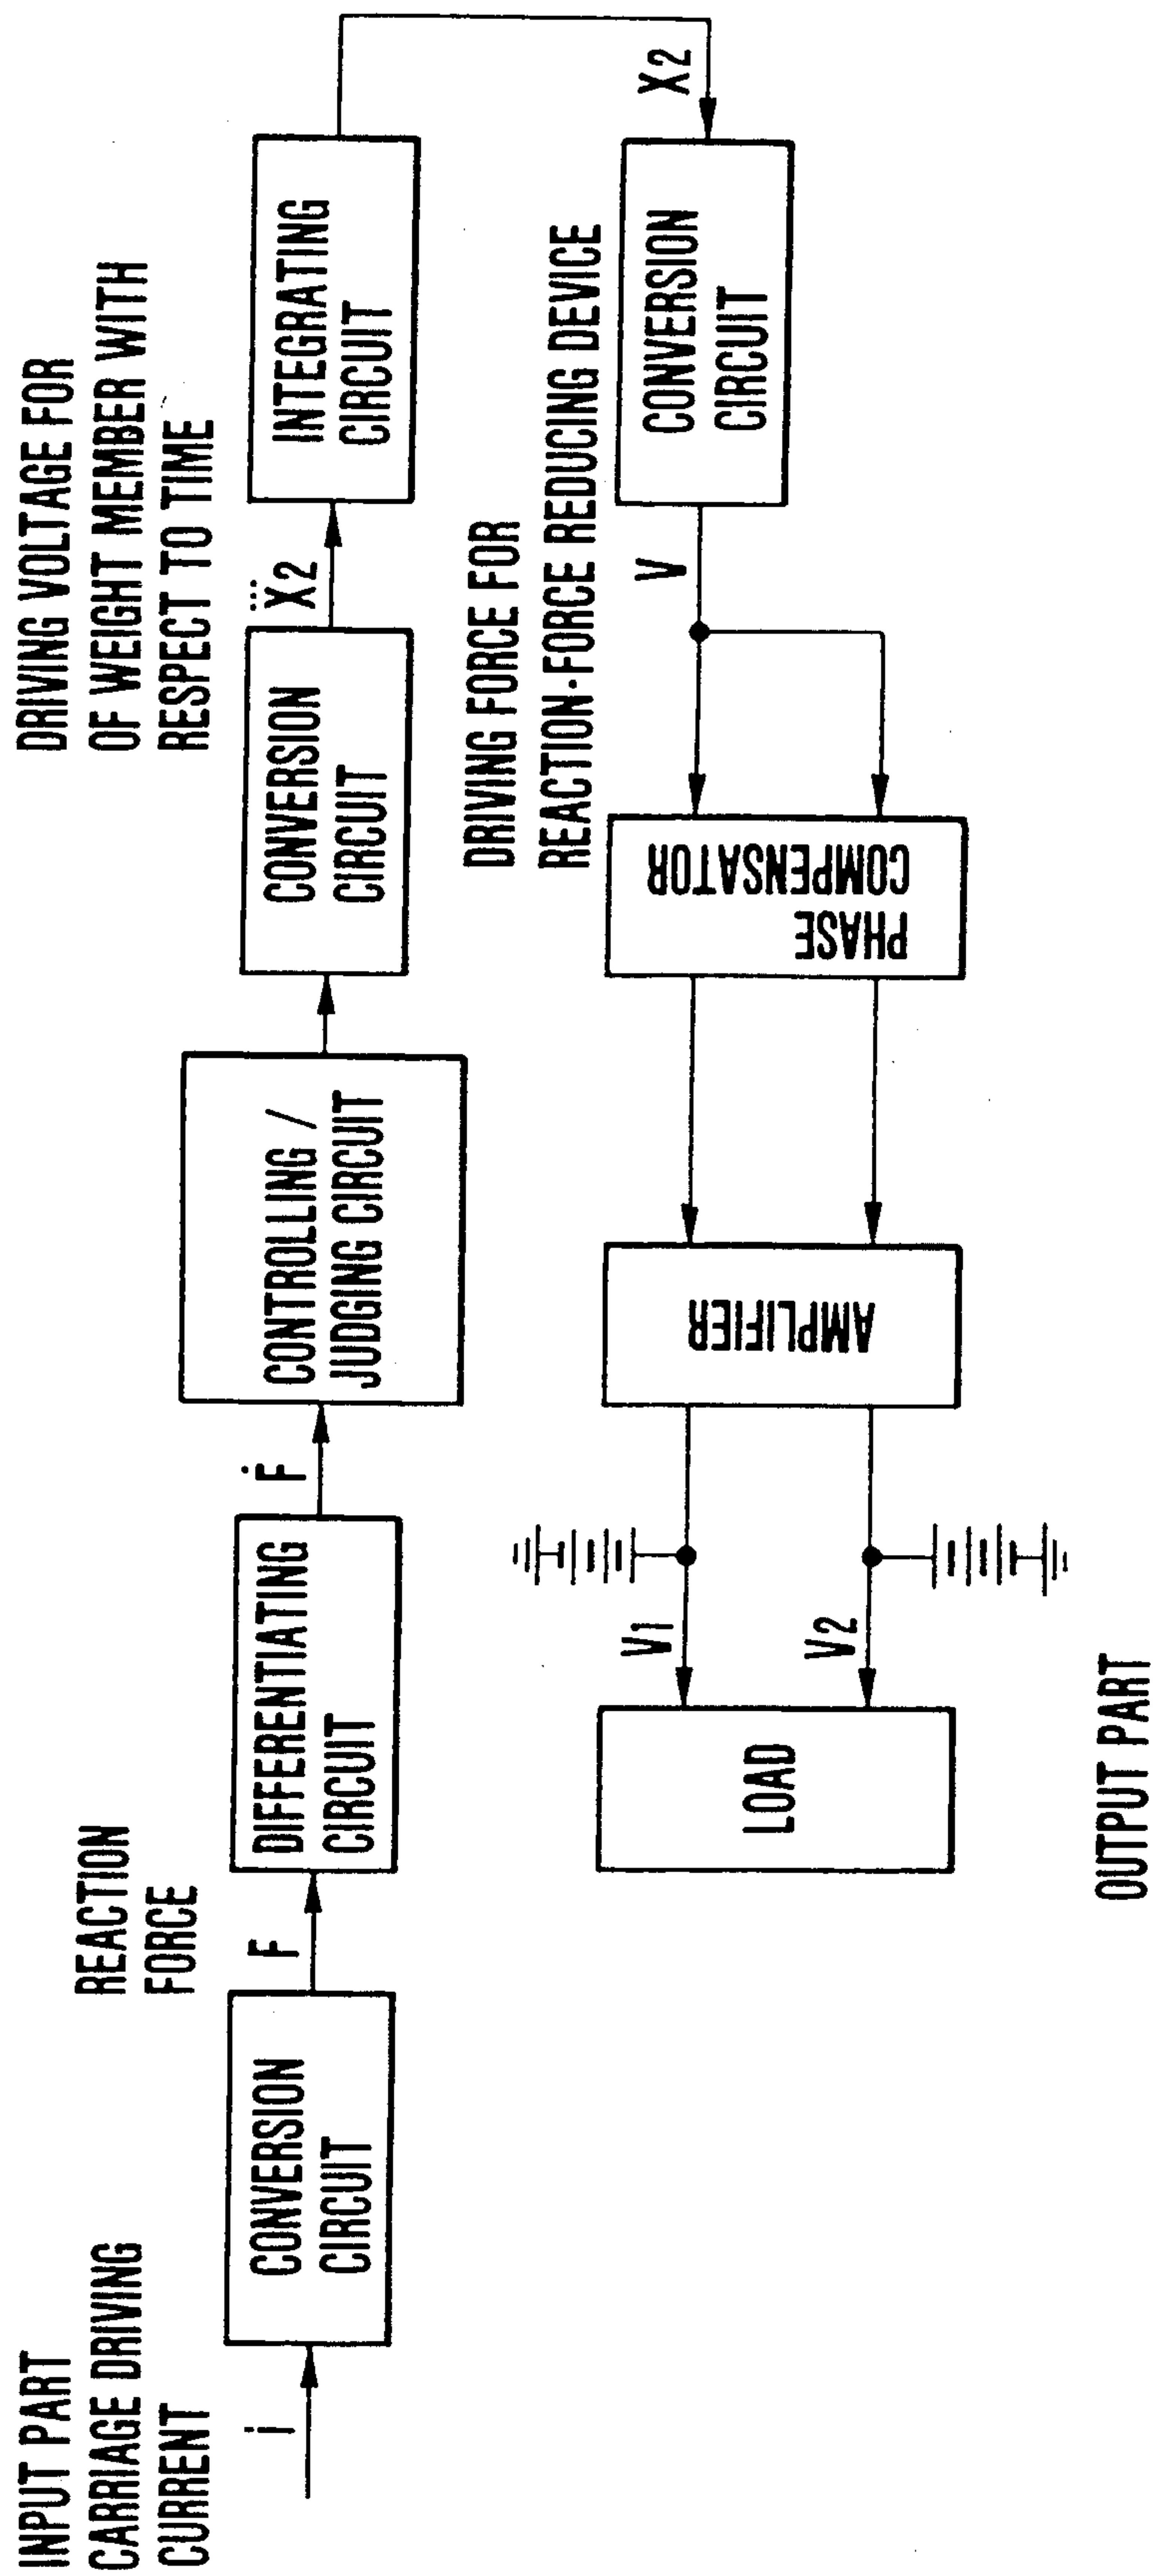 INPUT PART
CARRIAGE DRIVING
CURRENT
i
CONVERSION
CIRCUIT
REACTION
FORCE
F
DIFFERENTIATING
CIRCUIT
Ḟ
CONTROLLING /
JUDGING CIRCUIT
CONVERSION
CIRCUIT
DRIVING VOLTAGE FOR
OF WEIGHT MEMBER WITH
RESPECT TO TIME
X⃛2
INTEGRATING
CIRCUIT
X2
CONVERSION
CIRCUIT
DRIVING FORCE FOR
REACTION-FORCE REDUCING DEVICE
V
PHASE
COMPENSATOR
AMPLIFIER
V1
V2
LOAD
OUTPUT PART